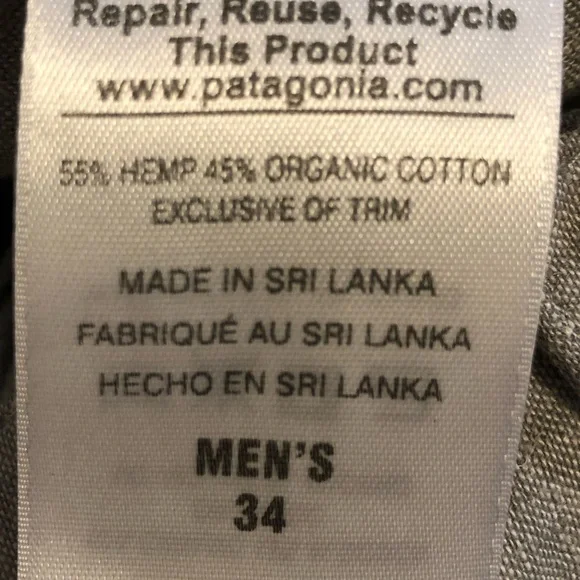 Repair, Reuse, Recycle
This Product
www.patagonia.com
55% HEMP 45% ORGANIC COTTON
EXCLUSIVE OF TRIM
MADE IN SRI LANKA
FABRIQUÉ AU SRI LANKA
HECHO EN SRI LANKA
MEN'S
34